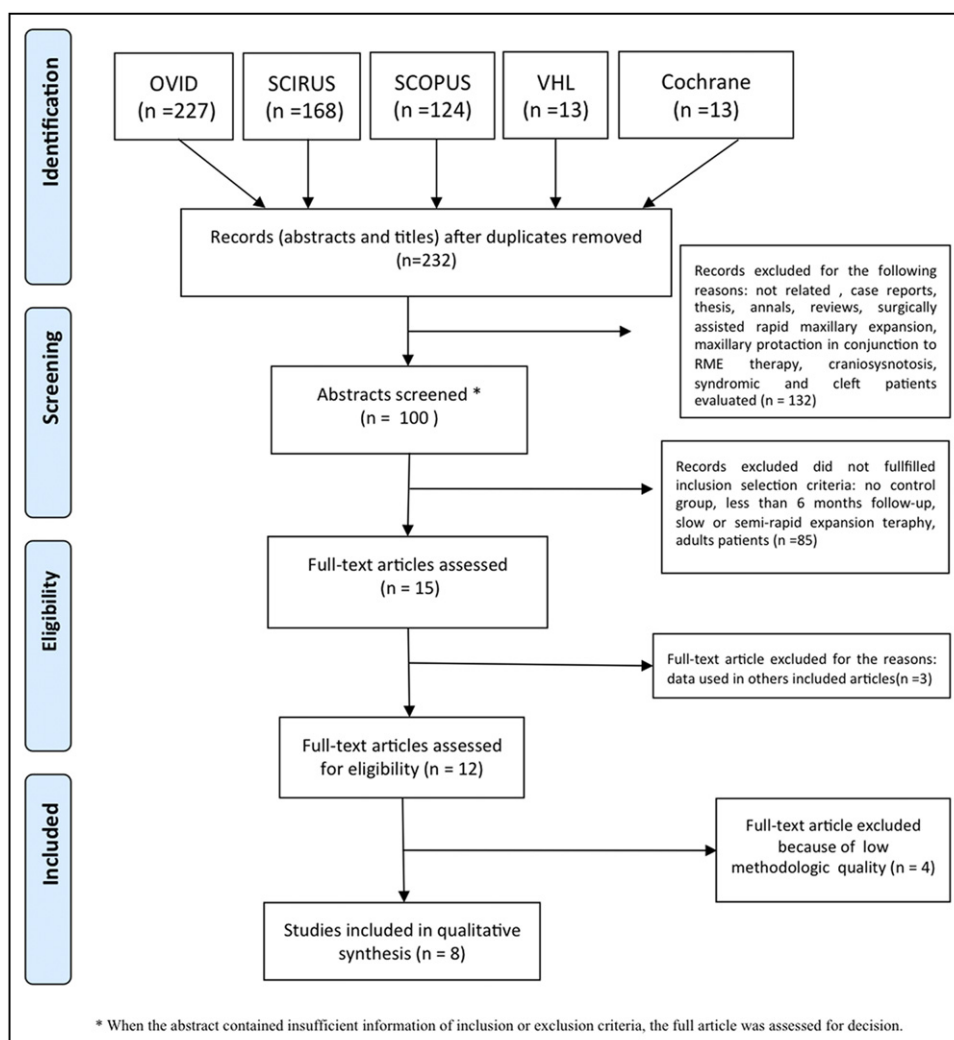 Identification
OVID
(n =227)
SCIRUS
(n =168)
SCOPUS
(n =124)
VHL
(n =13)
Cochrane
(n =13)
Records (abstracts and titles) after duplicates removed
(n=232)
Records excluded for the following
reasons: not related , case reports,
thesis, annals, reviews, surgically
assisted rapid maxillary expansion,
maxillary protaction in conjunction to
RME therapy, craniosysnotosis,
syndromic and cleft patients
evaluated (n = 132)
Screening
Abstracts screened *
(n = 100 )
Records excluded did not fullfilled
inclusion selection criteria: no control
group, less than 6 months follow-up,
slow or semi-rapid expansion teraphy,
adults patients (n =85)
Eligibility
Full-text articles assessed
(n = 15)
Full-text article excluded for the reasons:
data used in others included articles(n =3)
Full-text articles assessed
for eligibility (n = 12)
Included
Full-text article excluded
because of low
methodologic quality (n = 4)
Studies included in qualitative
synthesis (n = 8)
* When the abstract contained insufficient information of inclusion or exclusion criteria, the full article was assessed for decision.